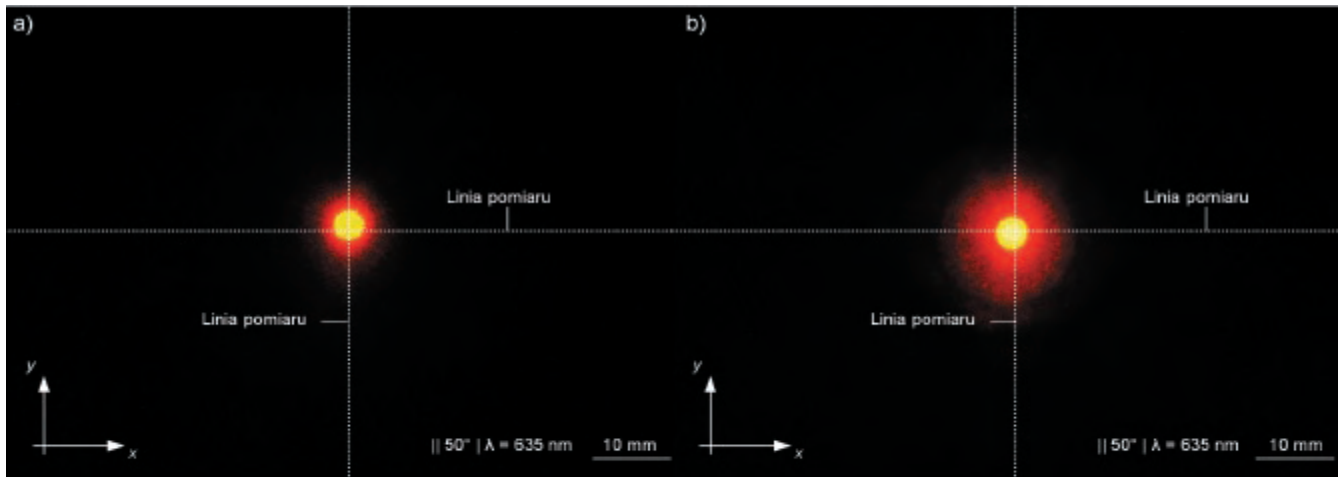 a)
Linia pomiaru
Linia pomiaru
y
x
|| 50° | λ = 635 nm
10 mm
b)
Linia pomiaru
Linia pomiaru
y
x
|| 50° | λ = 635 nm
10 mm